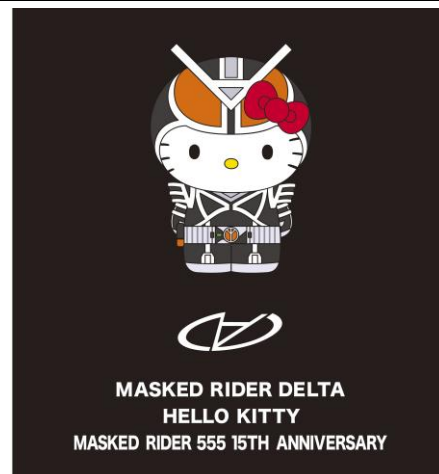 MASKED RIDER DELTA
HELLO KITTY
MASKED RIDER 555 15TH ANNIVERSARY